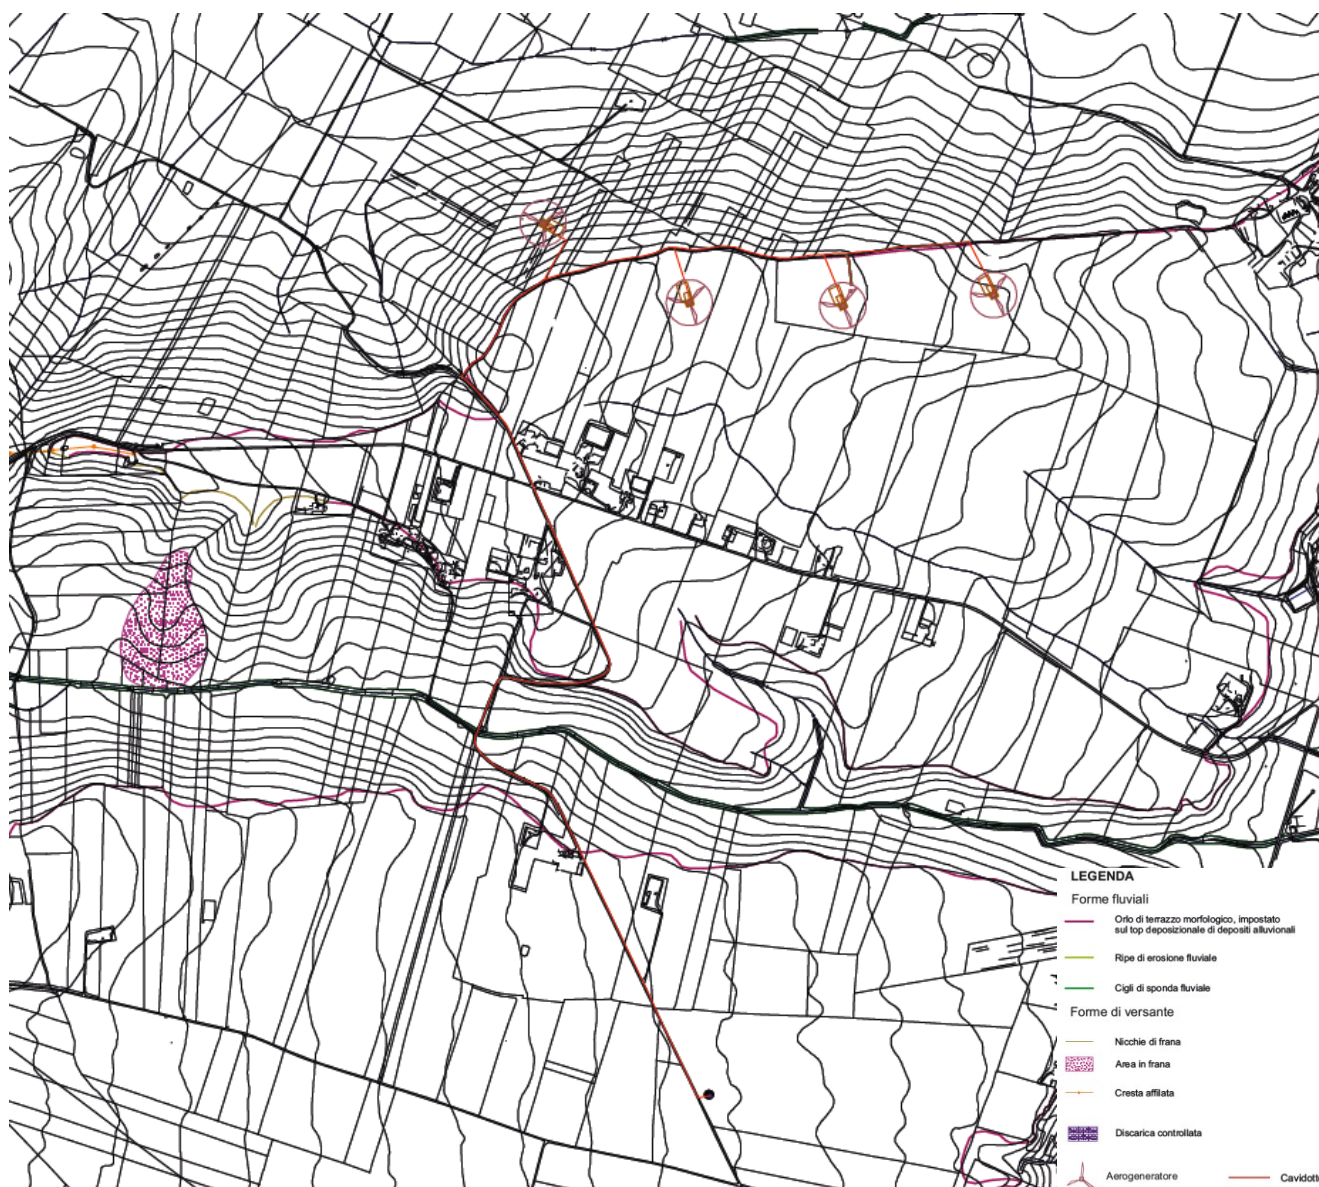 LEGENDA
Forme fluviali
Orlo di terrazzo morfologico, impostato
sul top deposizionale di depositi alluvionali
Ripe di erosione fluviale
Cigli di sponda fluviale
Forme di versante
Nicchie di frana
Area in frana
Cresta affilata
Discarica controllata
Aerogeneratore
Cavidotto